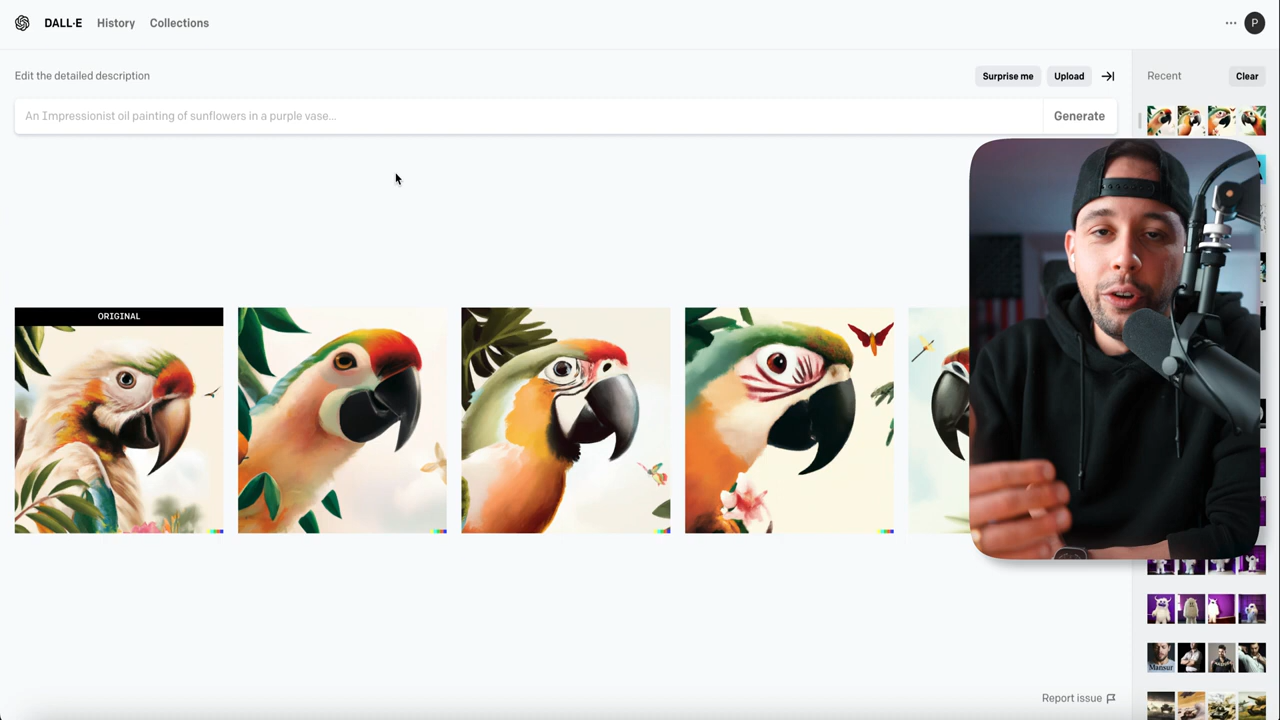 DALL·E History Collections
P
Edit the detailed description
Surprise me
Upload
Recent
Clear
An Impressionist oil painting of sunflowers in a purple vase...
Generate
ORIGINAL
Mansur
Report issue